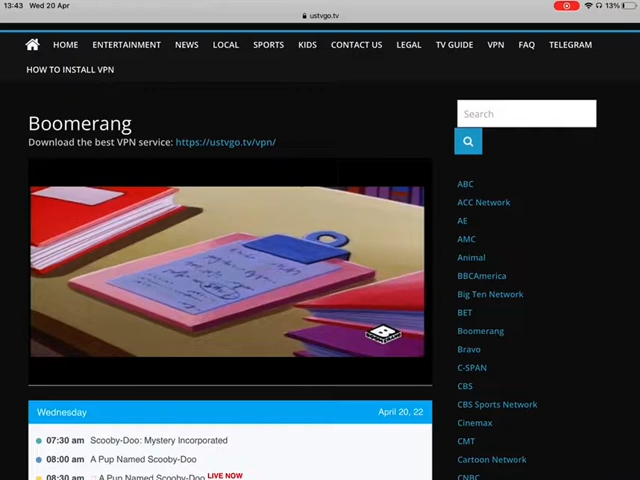 13:43 Wed 20 Apr
13%
ustvgo.tv
HOME ENTERTAINMENT NEWS LOCAL SPORTS KIDS CONTACT US LEGAL TV GUIDE VPN FAQ TELEGRAM
HOW TO INSTALL VPN
Boomerang
Download the best VPN service: https://ustvgo.tv/vpn/
Search
ABC
ACC Network
AE
AMC
Animal
BBCAmerica
Big Ten Network
BET
Boomerang
Bravo
C-SPAN
CBS
CBS Sports Network
Cinemax
CMT
Cartoon Network
CNBC
B
BOOMERANG
Wednesday April 20, 22
07:30 am Scooby-Doo: Mystery Incorporated
08:00 am A Pup Named Scooby-Doo
08:30 am A Pup Named Scooby-Doo LIVE NOW